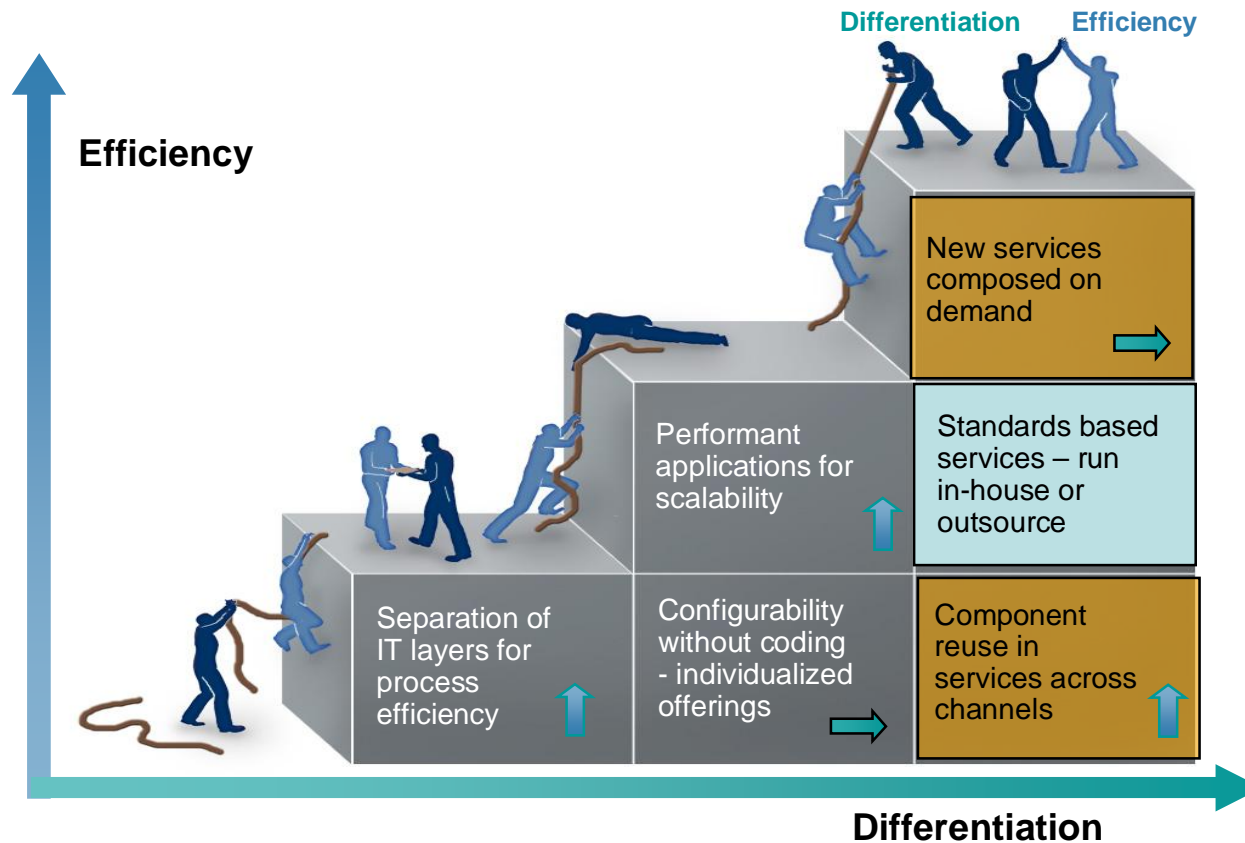 Differentiation Efficiency
Efficiency
New services
composed on
demand
Performant
applications for
scalability
Standards based
services – run
in-house or
outsource
Separation of
IT layers for
process
efficiency
Configurability
without coding
- individualized
offerings
Component
reuse in
services across
channels
Differentiation